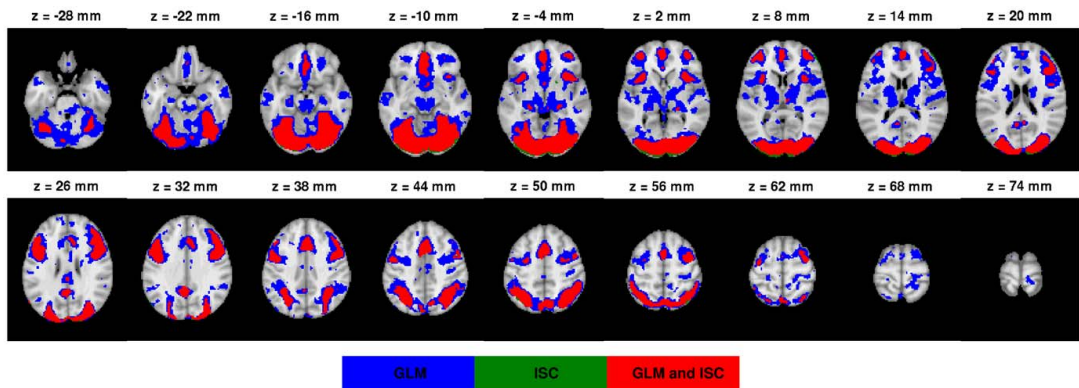 z = -28 mm z = -22 mm z = -16 mm z = -10 mm z = -4 mm z = 2 mm z = 8 mm z = 14 mm z = 20 mm
z = 26 mm z = 32 mm z = 38 mm z = 44 mm z = 50 mm z = 56 mm z = 62 mm z = 68 mm z = 74 mm
GLM ISC GLM and ISC